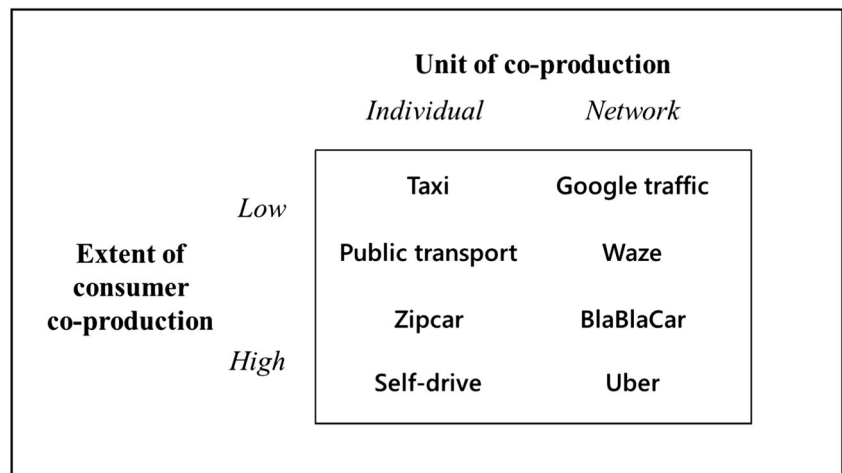 Unit of co-production
Individual Network
Taxi Google traffic
Low
Public transport Waze
Extent of
consumer
co-production
Zipcar BlaBlaCar
High
Self-drive Uber